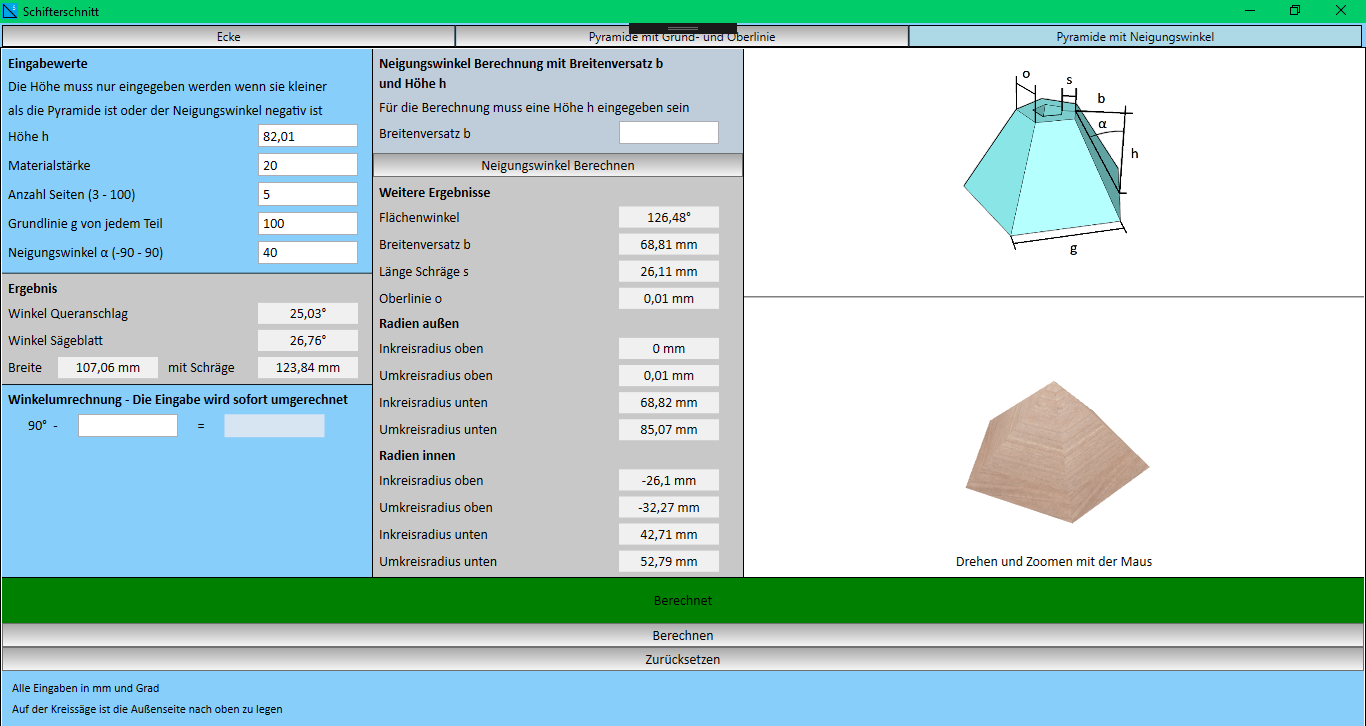 Schifterschnitt
Ecke
Pyramide mit Grund- und Oberlinie
Pyramide mit Neigungswinkel
Eingabewerte
Die Höhe muss nur eingegeben werden wenn sie kleiner
als die Pyramide ist oder der Neigungswinkel negativ ist
Höhe h 82,01
Materialstärke 20
Anzahl Seiten (3 - 100) 5
Grundlinie g von jedem Teil 100
Neigungswinkel α (-90 - 90) 40
Ergebnis
Winkel Queranschlag 25,03°
Winkel Sägeblatt 26,76°
Breite 107,06 mm mit Schräge 123,84 mm
Winkelumrechnung - Die Eingabe wird sofort umgerechnet
90° - =
Neigungswinkel Berechnung mit Breitenversatz b
und Höhe h
Für die Berechnung muss eine Höhe h eingegeben sein
Breitenversatz b
Neigungswinkel Berechnen
Weitere Ergebnisse
Flächenwinkel 126,48°
Breitenversatz b 68,81 mm
Länge Schräge s 26,11 mm
Oberlinie o 0,01 mm
Radien außen
Inkreisradius oben 0 mm
Umkreisradius oben 0,01 mm
Inkreisradius unten 68,82 mm
Umkreisradius unten 85,07 mm
Radien innen
Inkreisradius oben -26,1 mm
Umkreisradius oben -32,27 mm
Inkreisradius unten 42,71 mm
Umkreisradius unten 52,79 mm
o
s
b
α
h
g
Drehen und Zoomen mit der Maus
Berechnet
Berechnen
Zurücksetzen
Alle Eingaben in mm und Grad
Auf der Kreissäge ist die Außenseite nach oben zu legen